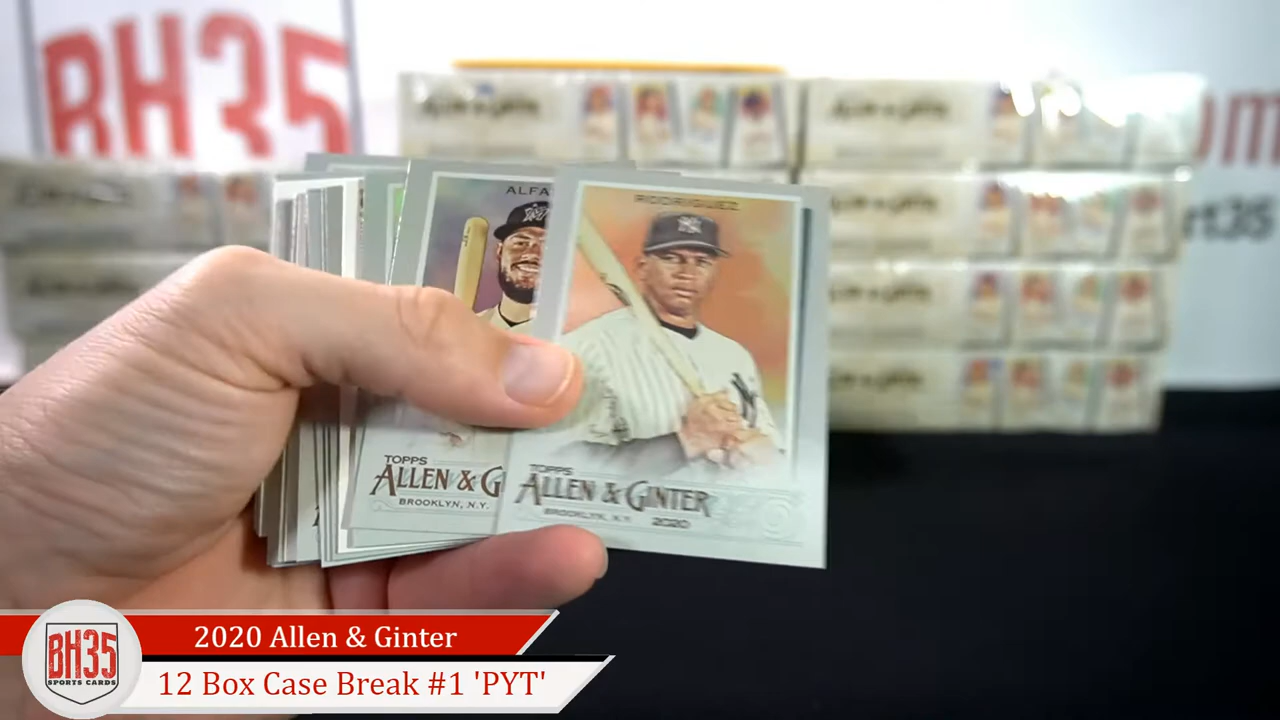 BH35
ALFA
RODRIGUEZ
TOPPS
ALLEN & G
BROOKLYN, N.Y.
TOPPS
ALLEN & GINTER
BROOKLYN, N.Y. 2020
rt35
2020 Allen & Ginter
12 Box Case Break #1 'PYT'
BH35
SPORTS CARDS